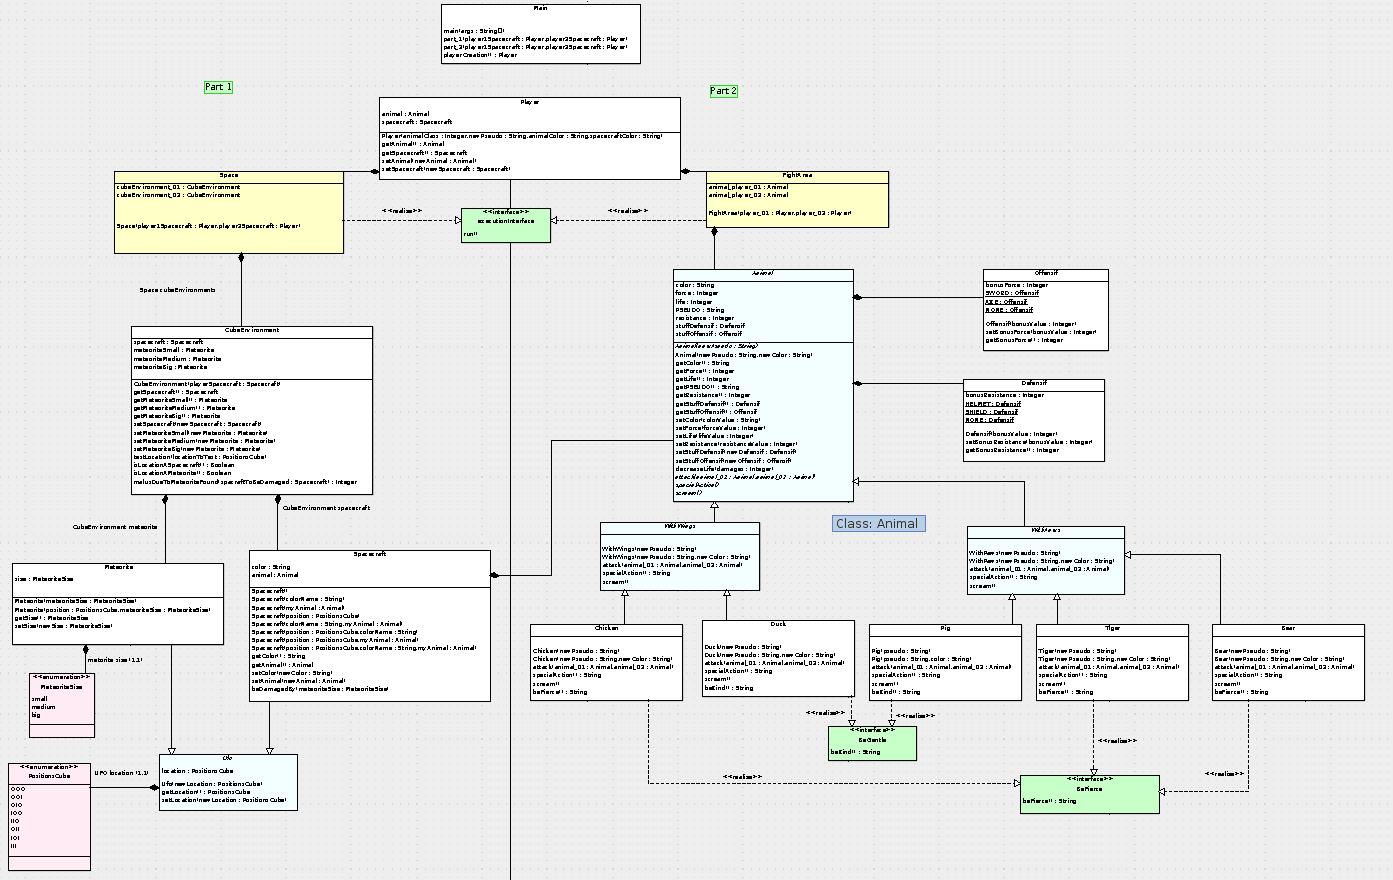 Main
main(args : String[])
part_1(player1Spacecraft : Player,player2Spacecraft : Player)
part_2(player1Spacecraft : Player,player2Spacecraft : Player)
playerCreation() : Player
Part 1
Part 2
Player
animal : Animal
spacecraft : Spacecraft
Player(animalClass : Integer,newPseudo : String,animalColor : String,spacecraftColor : String)
getAnimal() : Animal
getSpacecraft() : Spacecraft
setAnimal(newAnimal : Animal)
setSpacecraft(newSpacecraft : Spacecraft)
Space
cubeEnvironment_01 : CubeEnvironment
cubeEnvironment_02 : CubeEnvironment
Space(player1Spacecraft : Player,player2Spacecraft : Player)
<<realise>>
<<interface>>
executionInterface
run()
<<realise>>
FightArea
animal_player_01 : Animal
animal_player_02 : Animal
FightArea(player_01 : Player,player_02 : Player)
Space cubeEnvironments
CubeEnvironment
spacecraft : Spacecraft
meteoriteSmall : Meteorite
meteoriteMedium : Meteorite
meteoriteBig : Meteorite
CubeEnvironment(playerSpacecraft : Spacecraft)
getSpacecraft() : Spacecraft
getMeteoriteSmall() : Meteorite
getMeteoriteMedium() : Meteorite
getMeteoriteBig() : Meteorite
setSpacecraft(newSpacecraft : Spacecraft)
setMeteoriteSmall(newMeteorite : Meteorite)
setMeteoriteMedium(newMeteorite : Meteorite)
setMeteoriteBig(newMeteorite : Meteorite)
testLocation(locationToTest : PositionsCube)
isLocationASpacecraft() : Boolean
isLocationAMeteorite() : Boolean
malusDueToMeteoriteFound(spacraftToBeDamaged : Spacecraft) : Integer
Animal
color : String
force : Integer
life : Integer
PSEUDO : String
resistance : Integer
stuffDefensif : Defensif
stuffOffensif : Offensif
Animal(newPseudo : String)
Animal(newPseudo : String,newColor : String)
getColor() : String
getForce() : Integer
getLife() : Integer
getPSEUDO() : String
getResistance() : Integer
getStuffDefensif() : Defensif
getStuffOffensif() : Offensif
setColor(colorValue : String)
setForce(forceValue : Integer)
setLife(lifeValue : Integer)
setResistance(resistanceValue : Integer)
setStuffDefensif(newDefensif : Defensif)
setStuffOffensif(newOffensif : Offensif)
decreaseLife(damages : Integer)
attack(animal_01 : Animal,animal_02 : Animal)
specialAction()
scream()
Offensif
bonusForce : Integer
SWORD : Offensif
AXE : Offensif
NONE : Offensif
Offensif(bonusValue : Integer)
setBonusForce(bonusValue : Integer)
getBonusForce() : Integer
Defensif
bonusResistance : Integer
HELMET : Defensif
SHIELD : Defensif
NONE : Defensif
Defensif(bonusValue : Integer)
setBonusResistance(bonusValue : Integer)
getBonusResistance() : Integer
CubeEnvironment meteorite
CubeEnvironment spacecraft
Class: Animal
WithWings
WithWings(newPseudo : String)
WithWings(newPseudo : String,newColor : String)
attack(animal_01 : Animal,animal_02 : Animal)
specialAction() : String
scream()
WithPaws
WithPaws(newPseudo : String)
WithPaws(newPseudo : String,newColor : String)
attack(animal_01 : Animal,animal_02 : Animal)
specialAction() : String
scream()
Meteorite
size : MeteoriteSize
Meteorite(meteoriteSize : MeteoriteSize)
Meteorite(position : PositionsCube,meteoriteSize : MeteoriteSize)
getSize() : MeteoriteSize
setSize(newSize : MeteoriteSize)
Spacecraft
color : String
animal : Animal
Spacecraft()
Spacecraft(colorName : String)
Spacecraft(myAnimal : Animal)
Spacecraft(position : PositionsCube)
Spacecraft(colorName : String,myAnimal : Animal)
Spacecraft(position : PositionsCube,colorName : String)
Spacecraft(position : PositionsCube,myAnimal : Animal)
Spacecraft(position : PositionsCube,colorName : String,myAnimal : Animal)
getColor() : String
getAnimal() : Animal
setColor(newColor : String)
setAnimal(newAnimal : Animal)
beDamagedBy(meteoriteSize : MeteoriteSize)
Chicken
Chicken(newPseudo : String)
Chicken(newPseudo : String,newColor : String)
attack(animal_01 : Animal,animal_02 : Animal)
specialAction() : String
scream()
beFierce() : String
Duck
Duck(newPseudo : String)
Duck(newPseudo : String,newColor : String)
attack(animal_01 : Animal,animal_02 : Animal)
specialAction() : String
scream()
beKind() : String
Pig
Pig(pseudo : String)
Pig(pseudo : String,color : String)
attack(animal_01 : Animal,animal_02 : Animal)
specialAction() : String
scream()
beKind() : String
Tiger
Tiger(newPseudo : String)
Tiger(newPseudo : String,newColor : String)
attack(animal_01 : Animal,animal_02 : Animal)
specialAction() : String
scream()
beFierce() : String
Bear
Bear(newPseudo : String)
Bear(newPseudo : String,newColor : String)
attack(animal_01 : Animal,animal_02 : Animal)
specialAction() : String
scream()
beFierce() : String
meteorite size (1,1)
<<enumeration>>
MeteoriteSize
small
medium
big
<<realise>>
<<realise>>
<<interface>>
BeGentle
beKind() : String
<<realise>>
<<realise>>
<<realise>>
<<interface>>
BeFierce
beFierce() : String
Ufo
location : PositionsCube
Ufo(newLocation : PositionsCube)
getLocation() : PositionsCube
setLocation(newLocation : PositionsCube)
UFO location (1,1)
<<enumeration>>
PositionsCube
OOO
OOI
OIO
IOO
IIO
OII
IOI
III